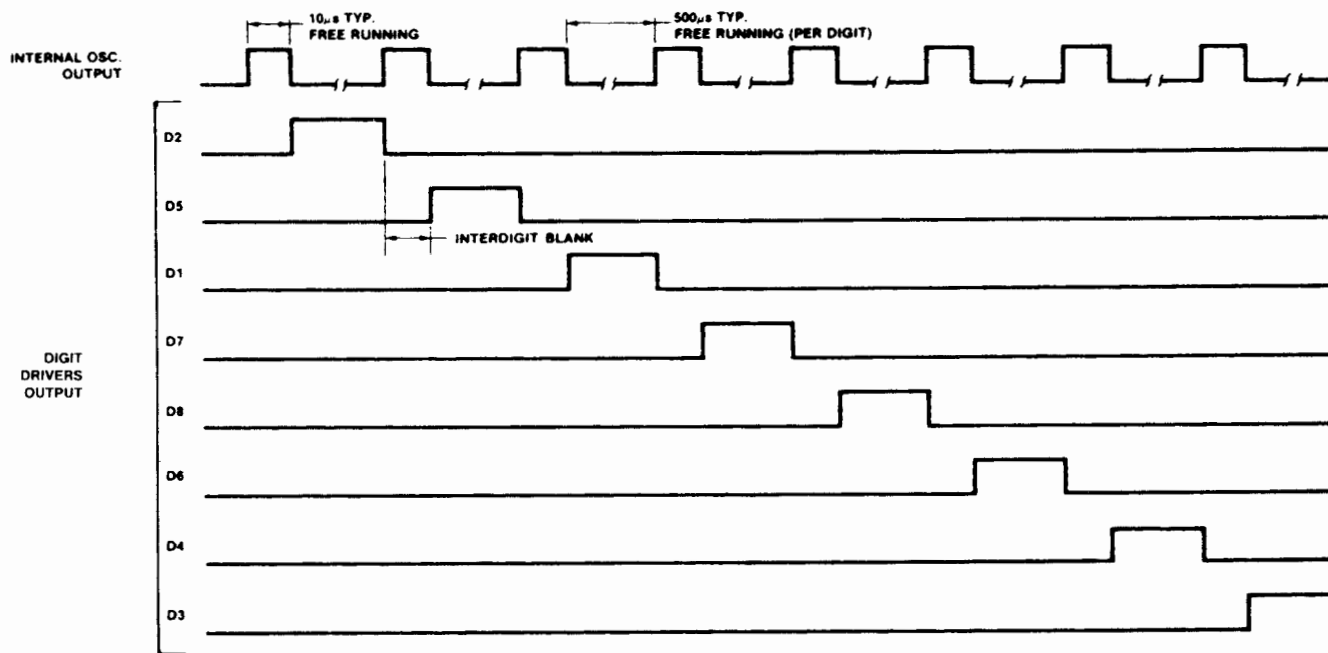 10µs TYP.
FREE RUNNING
500µs TYP.
FREE RUNNING (PER DIGIT)
INTERNAL OSC.
OUTPUT
D2
D5
INTERDIGIT BLANK
D1
D7
DIGIT
DRIVERS
OUTPUT
D8
D6
D4
D3